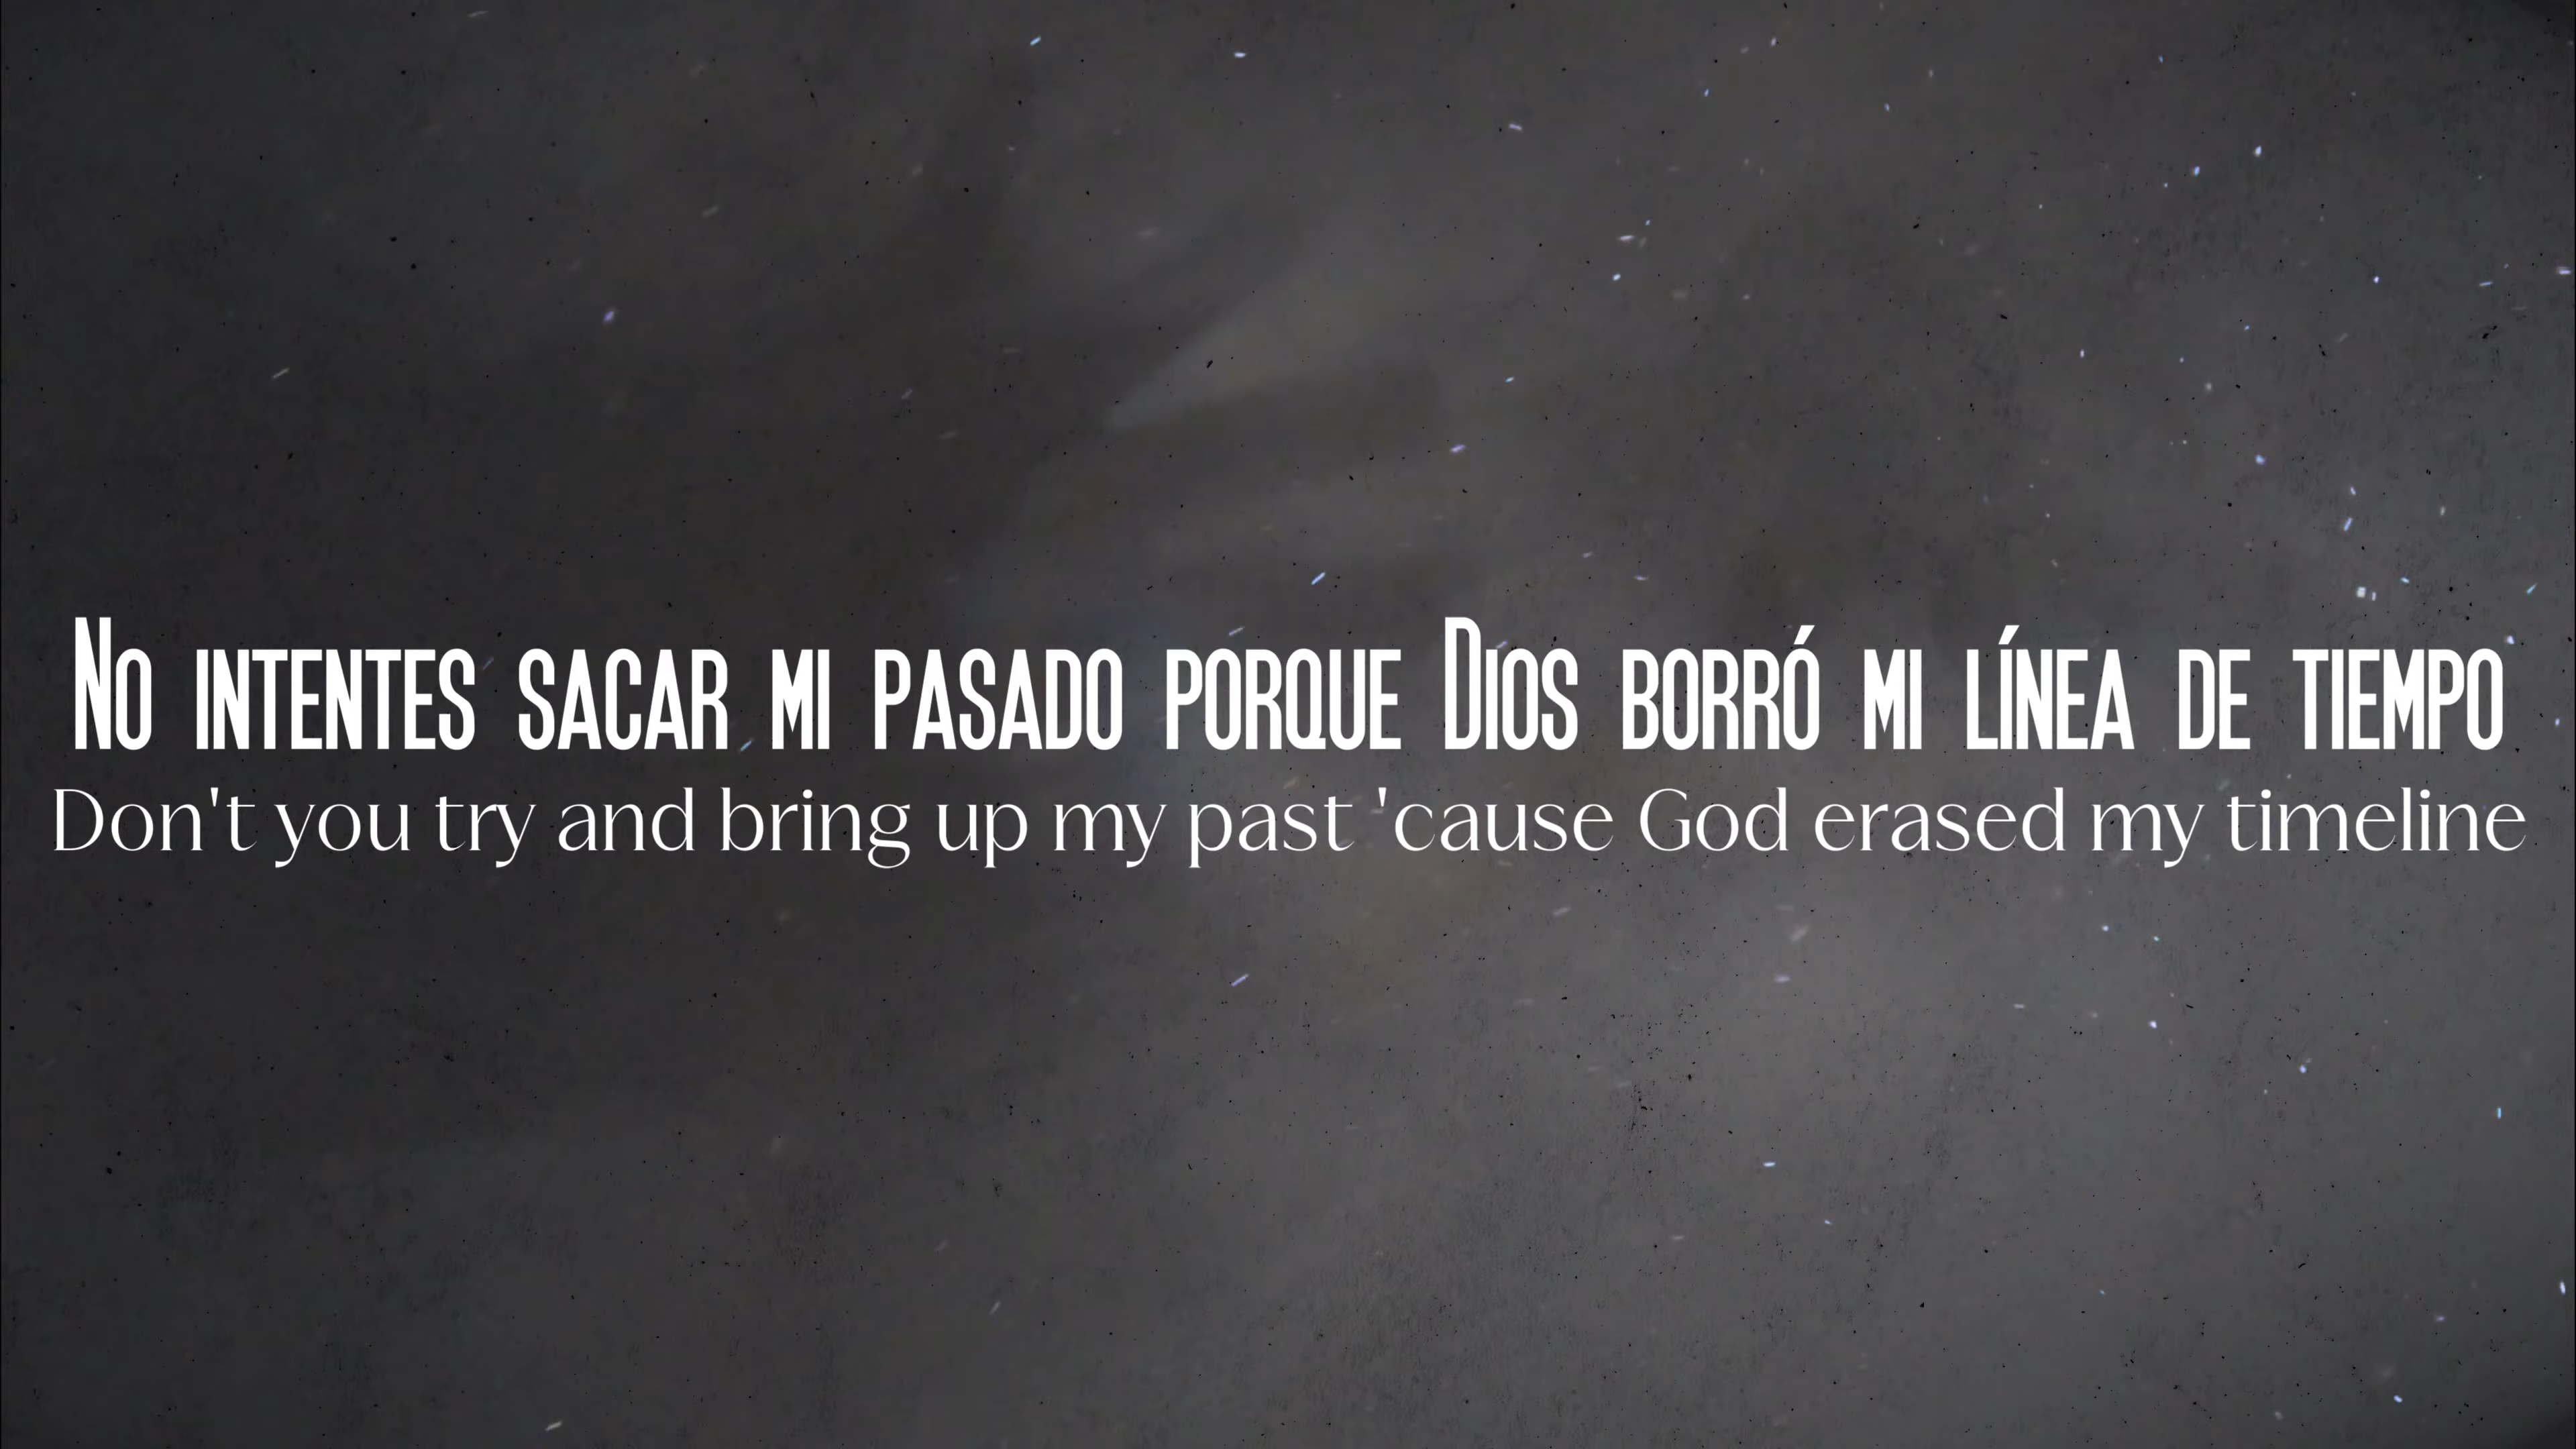 No intentes sacar mi pasado porque Dios borró mi línea de tiempo
Don't you try and bring up my past 'cause God erased my timeline